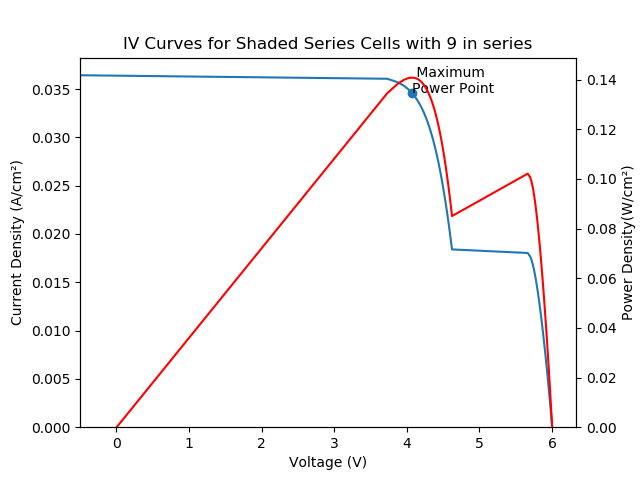 IV Curves for Shaded Series Cells with 9 in series
Maximum
Power Point
Current Density (A/cm²)
0.035
0.030
0.025
0.020
0.015
0.010
0.005
0.000
Power Density(W/cm²)
0.14
0.12
0.10
0.08
0.06
0.04
0.02
0.00
0 1 2 3 4 5 6
Voltage (V)